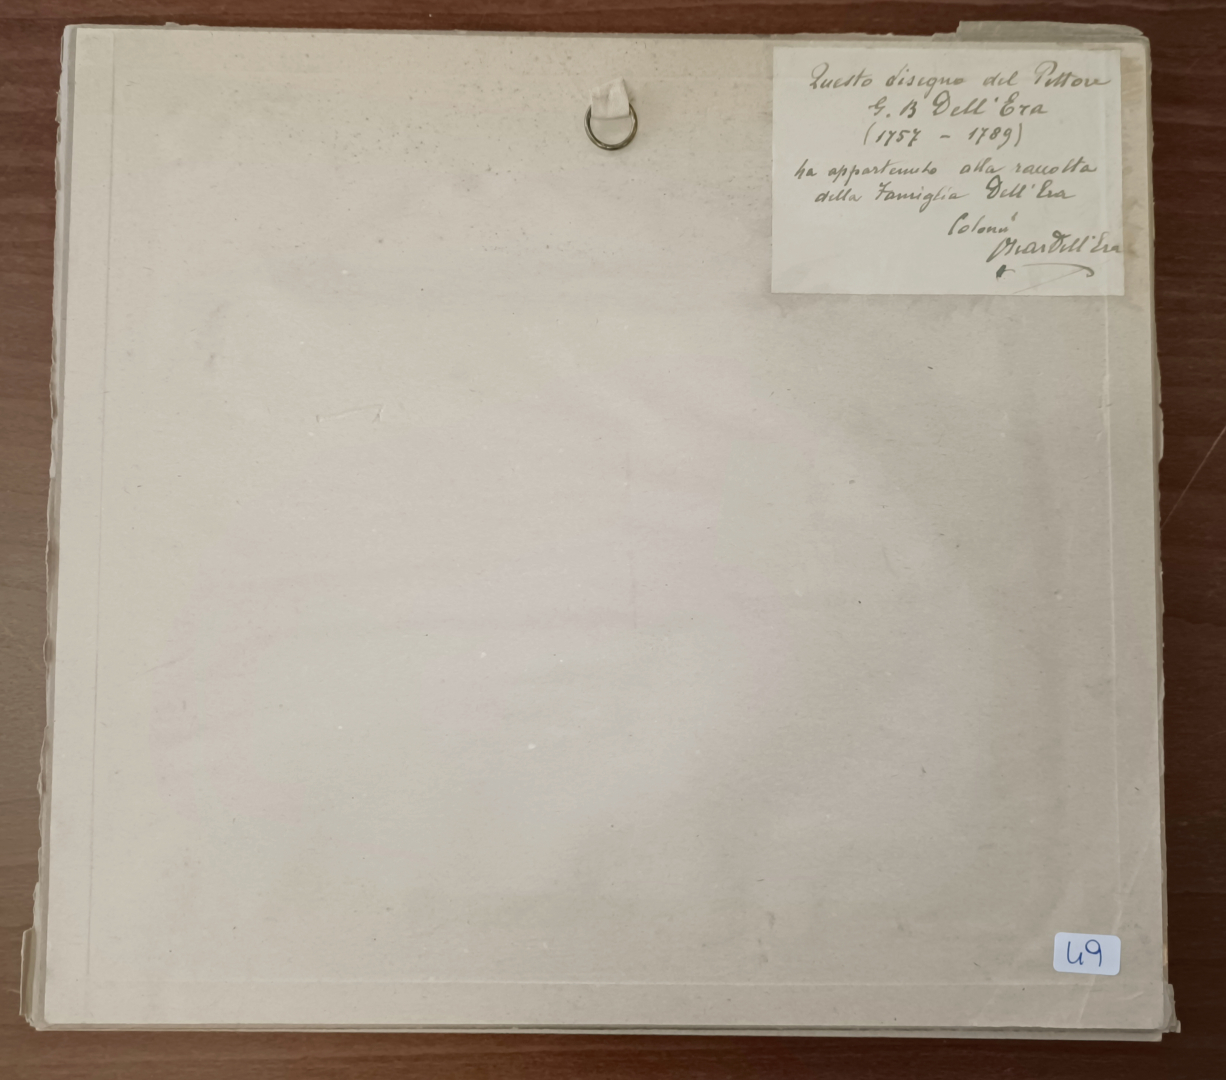 Questo disegno del Pittore
G. B Dell'Era
(1757 - 1789)
ha appartenuto alla raccolta
della Famiglia Dell'Era
Dell'Era
49